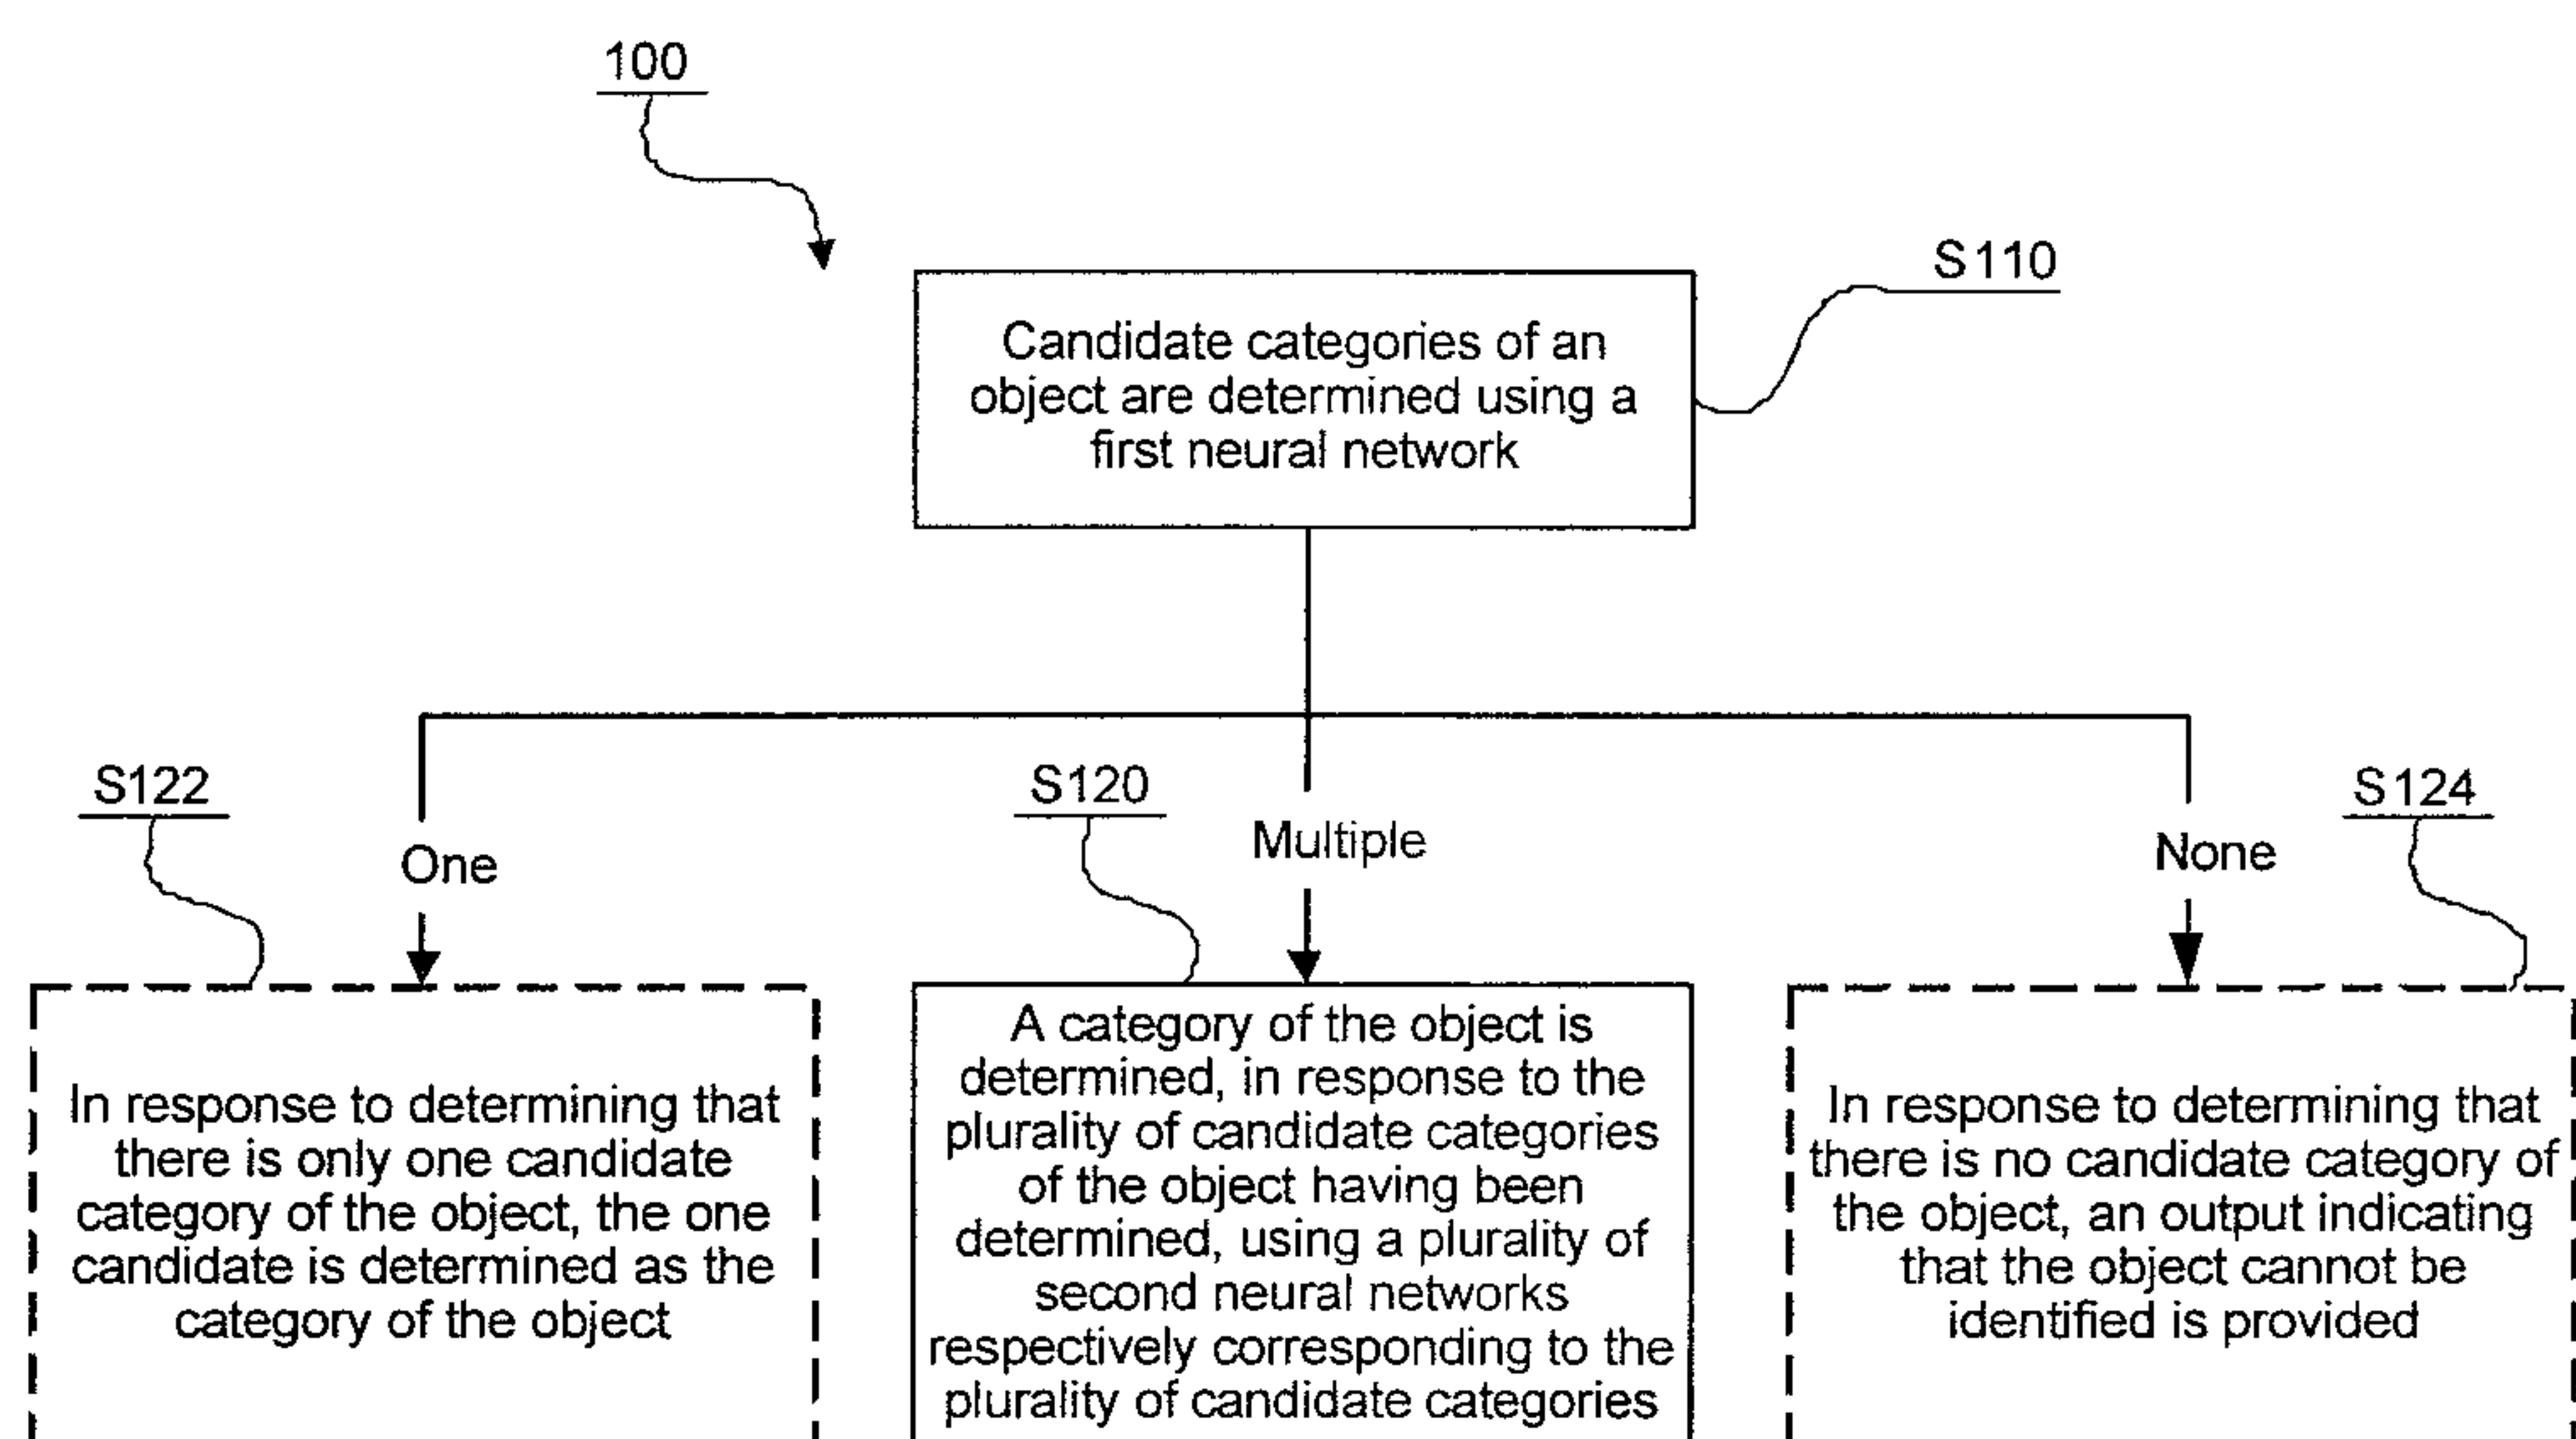 100
S110
Candidate categories of an
object are determined using a
first neural network
S122
One
S120
Multiple
None
S124
In response to determining that
there is only one candidate
category of the object, the one
candidate is determined as the
category of the object
A category of the object is
determined, in response to the
plurality of candidate categories
of the object having been
determined, using a plurality of
second neural networks
respectively corresponding to the
plurality of candidate categories
In response to determining that
there is no candidate category of
the object, an output indicating
that the object cannot be
identified is provided